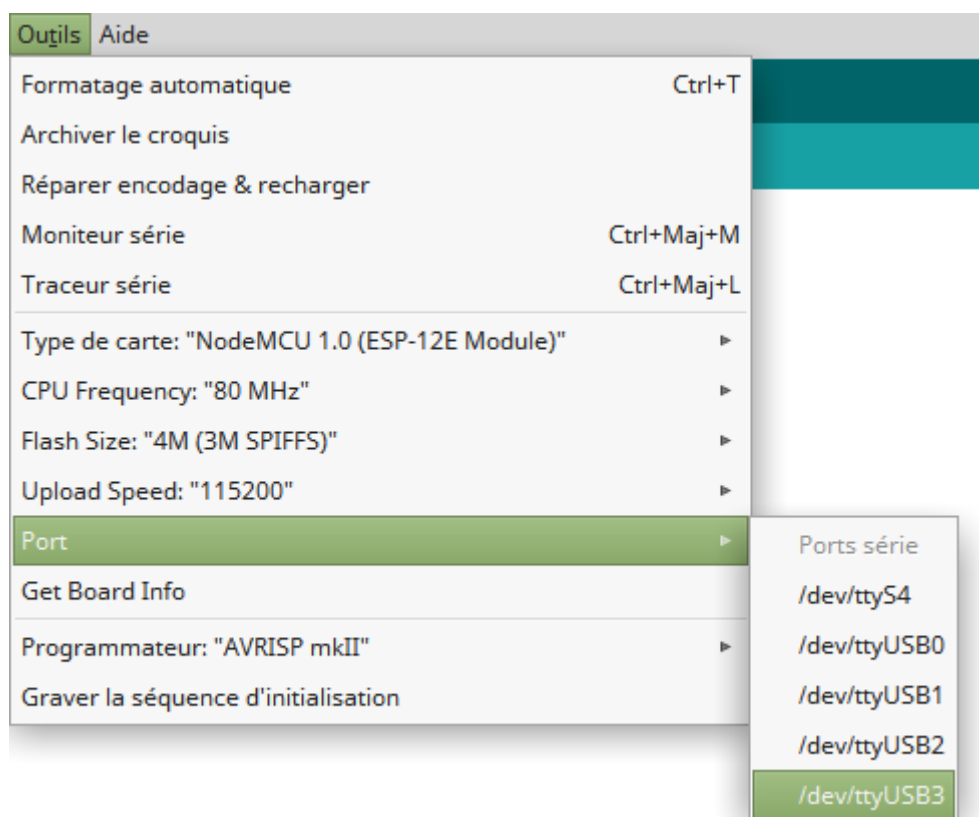 Outils Aide
Formatage automatique Ctrl+T
Archiver le croquis
Réparer encodage & recharger
Moniteur série Ctrl+Maj+M
Traceur série Ctrl+Maj+L
Type de carte: "NodeMCU 1.0 (ESP-12E Module)"
CPU Frequency: "80 MHz"
Flash Size: "4M (3M SPIFFS)"
Upload Speed: "115200"
Port
Get Board Info
Programmateur: "AVRISP mkII"
Graver la séquence d'initialisation
Ports série
/dev/ttyS4
/dev/ttyUSB0
/dev/ttyUSB1
/dev/ttyUSB2
/dev/ttyUSB3